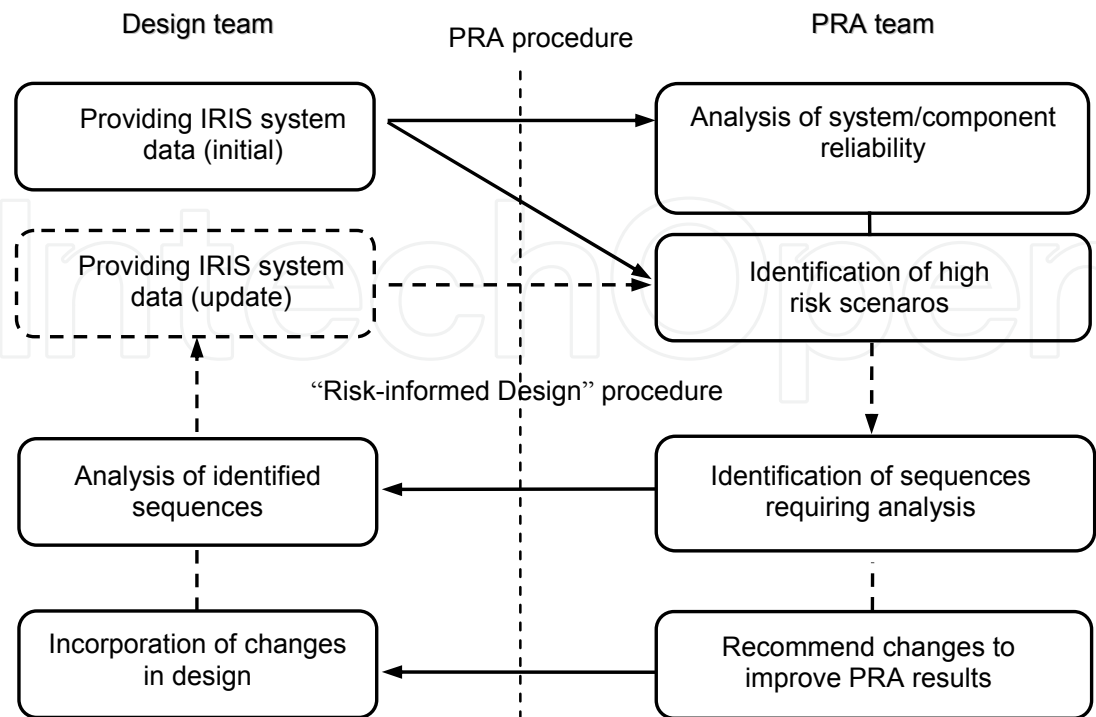 Design team
PRA procedure
PRA team
Providing IRIS system
data (initial)
Analysis of system/component
reliability
Providing IRIS system
data (update)
Identification of high
risk scenaros
“Risk-informed Design” procedure
Analysis of identified
sequences
Identification of sequences
requiring analysis
Incorporation of changes
in design
Recommend changes to
improve PRA results
IntechOpen